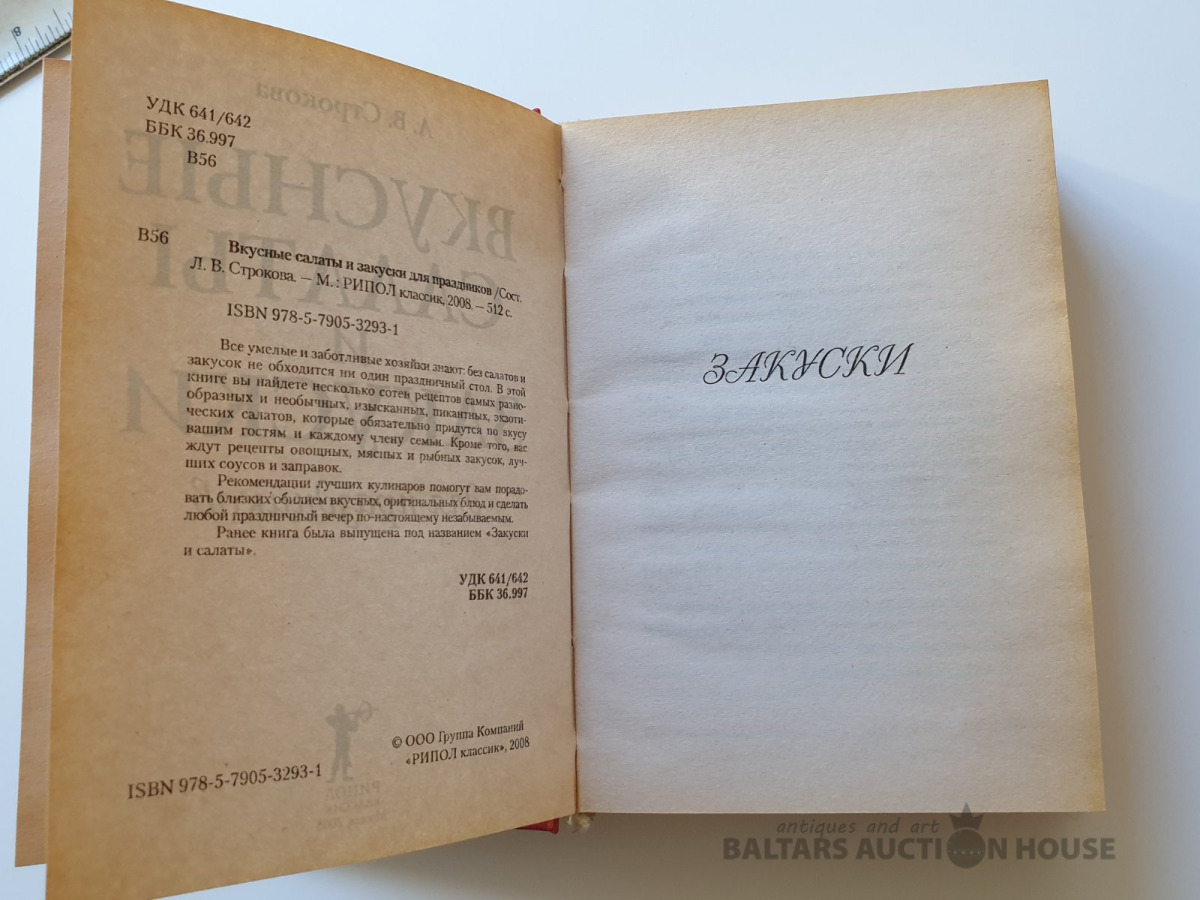 8
УДК 641/642
ББК 36.997
В56
В56
Вкусные салаты и закуски для праздников /Сост.
Л. В. Строкова. — М. : РИПОЛ классик, 2008. — 512 с.
ISBN 978-5-7905-3293-1
Все умелые и заботливые хозяйки знают: без салатов и
закусок не обходится ни один праздничный стол. В этой
книге вы найдете несколько сотен рецептов самых разно-
образных и необычных, изысканных, пикантных, экзоти-
ческих салатов, которые обязательно придутся по вкусу
вашим гостям и каждому члену семьи. Кроме того, вас
ждут рецепты овощных, мясных и рыбных закусок, луч-
ших соусов и заправок.
Рекомендации лучших кулинаров помогут вам порадо-
вать близких обилием вкусных, оригинальных блюд и сделать
любой праздничный вечер по-настоящему незабываемым.
Ранее книга была выпущена под названием «Закуски
и салаты».
УДК 641/642
ББК 36.997
© ООО Группа Компаний
«РИПОЛ классик», 2008
ISBN 978-5-7905-3293-1
ЗАКУСКИ
antiques and art
BALTARS AUCTION HOUSE